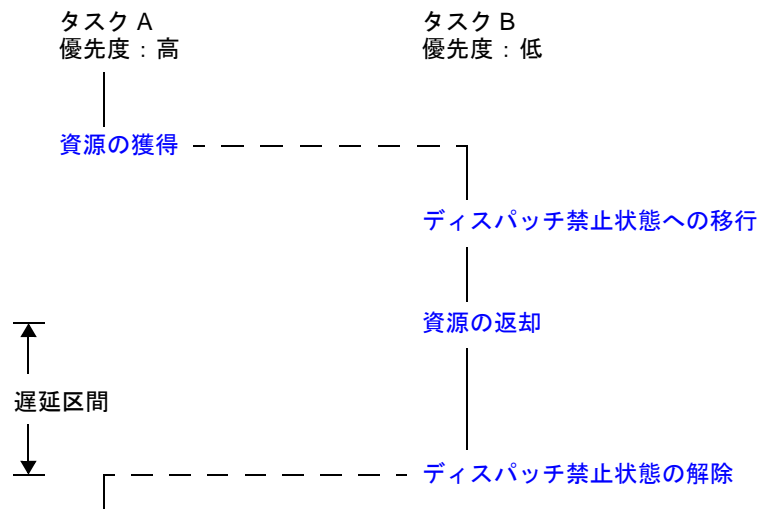 タスク A
優先度：高
タスク B
優先度：低
資源の獲得
ディスパッチ禁止状態への移行
資源の返却
遅延区間
ディスパッチ禁止状態の解除